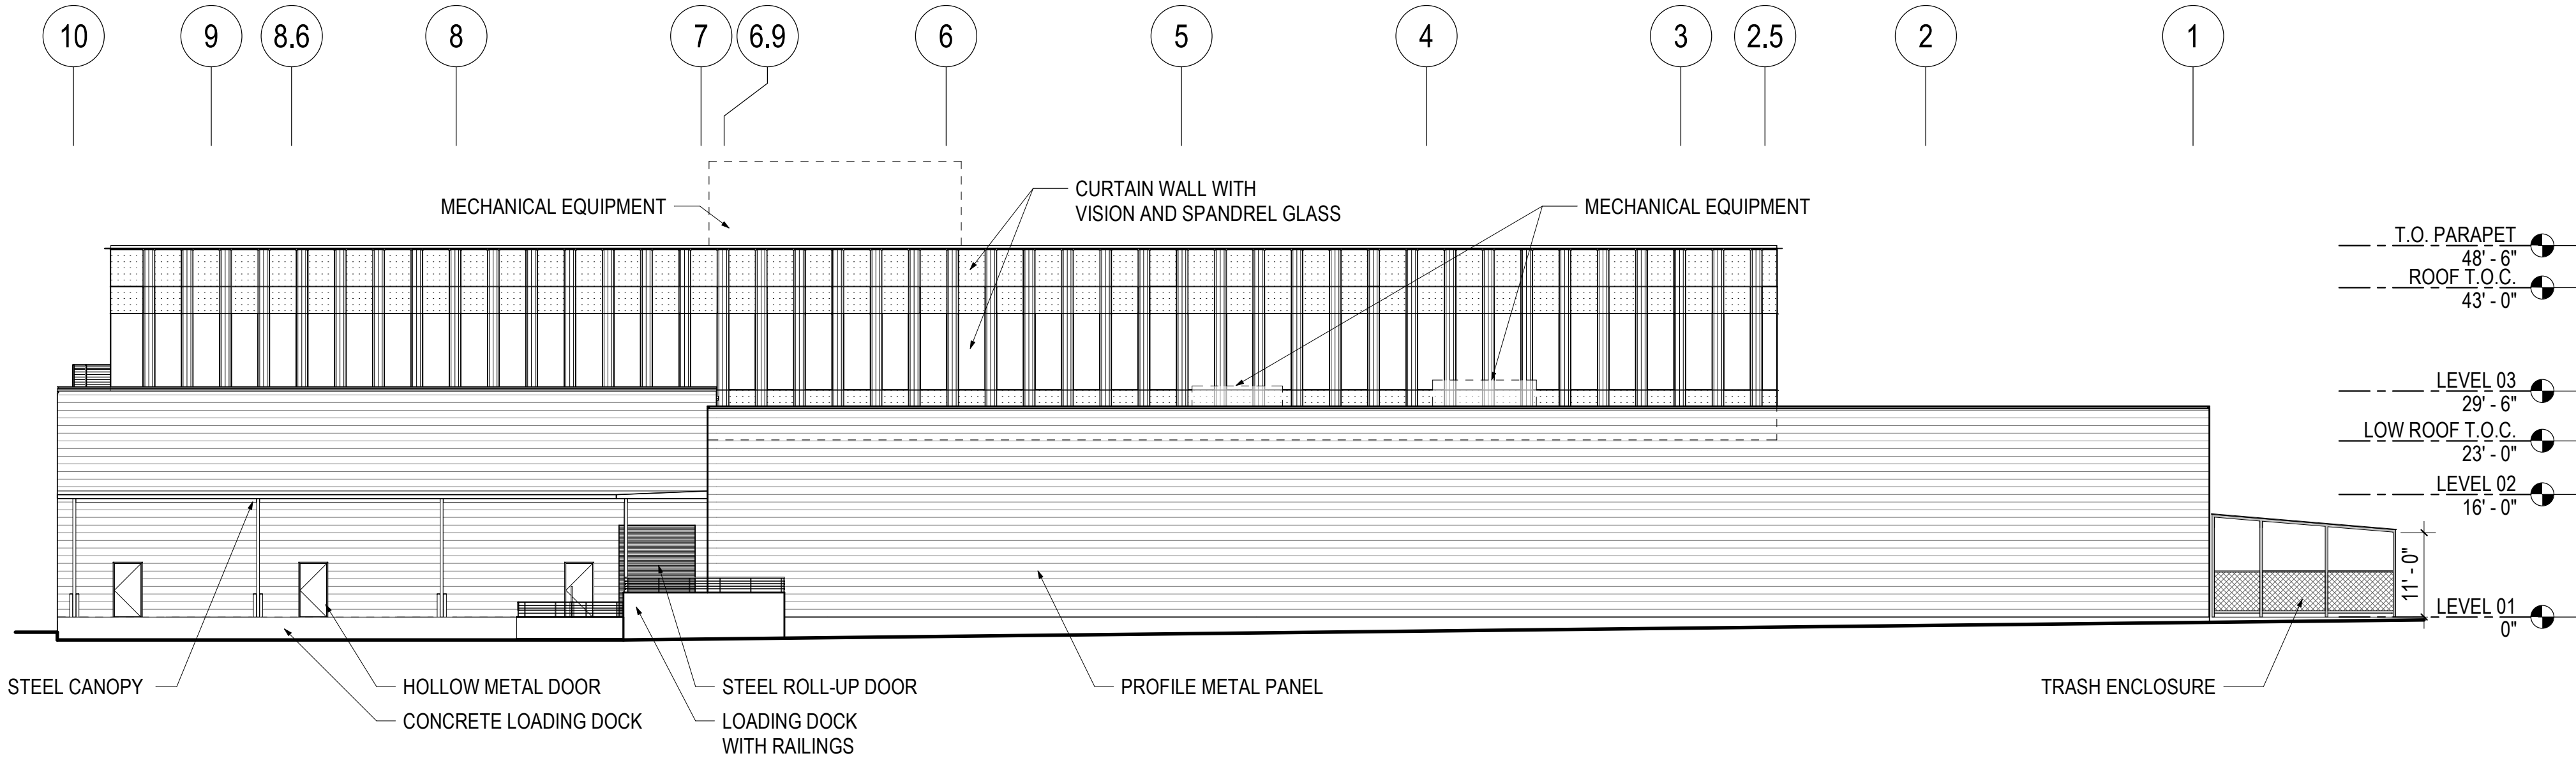 10 9 8.6 8 7 6.9 6 5 4 3 2.5 2 1
CURTAIN WALL WITH
VISION AND SPANDREL GLASS
MECHANICAL EQUIPMENT
MECHANICAL EQUIPMENT
T.O. PARAPET
48' - 6"
ROOF T.O.C.
43' - 0"
LEVEL 03
29' - 6"
LOW ROOF T.O.C.
23' - 0"
LEVEL 02
16' - 0"
11' - 0"
LEVEL 01
0"
STEEL CANOPY
HOLLOW METAL DOOR
CONCRETE LOADING DOCK
STEEL ROLL-UP DOOR
LOADING DOCK
WITH RAILINGS
PROFILE METAL PANEL
TRASH ENCLOSURE